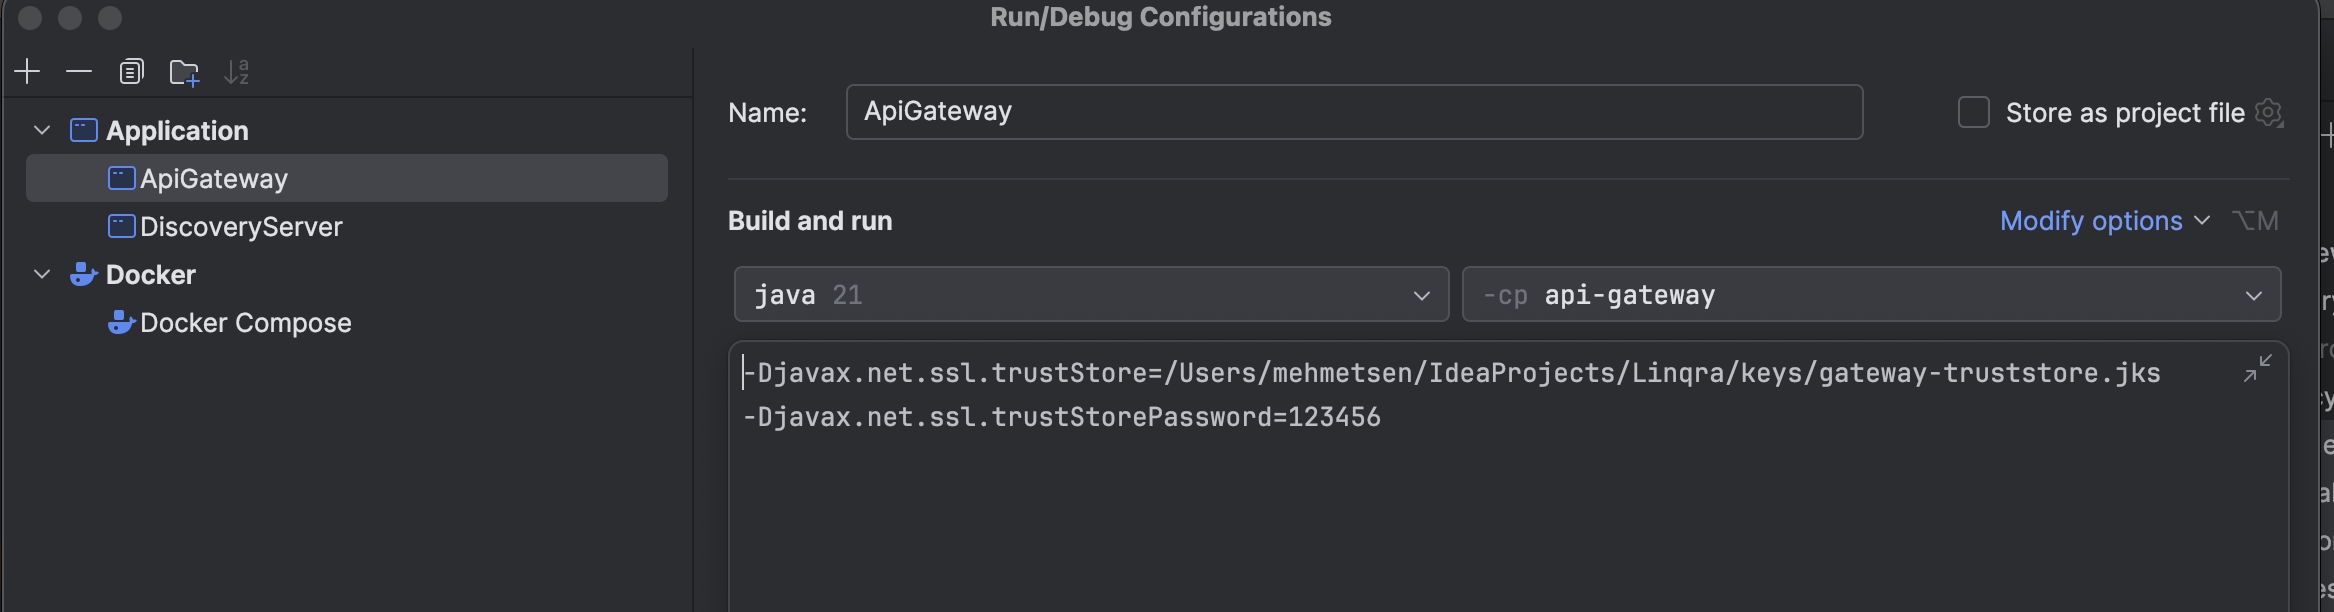 Run/Debug Configurations
Application
ApiGateway
DiscoveryServer
Docker
Docker Compose
Name: ApiGateway
Store as project file
Build and run
Modify options ⌥M
java 21
-cp api-gateway
-Djavax.net.ssl.trustStore=/Users/mehmetsen/IdeaProjects/Linqra/keys/gateway-truststore.jks
-Djavax.net.ssl.trustStorePassword=123456